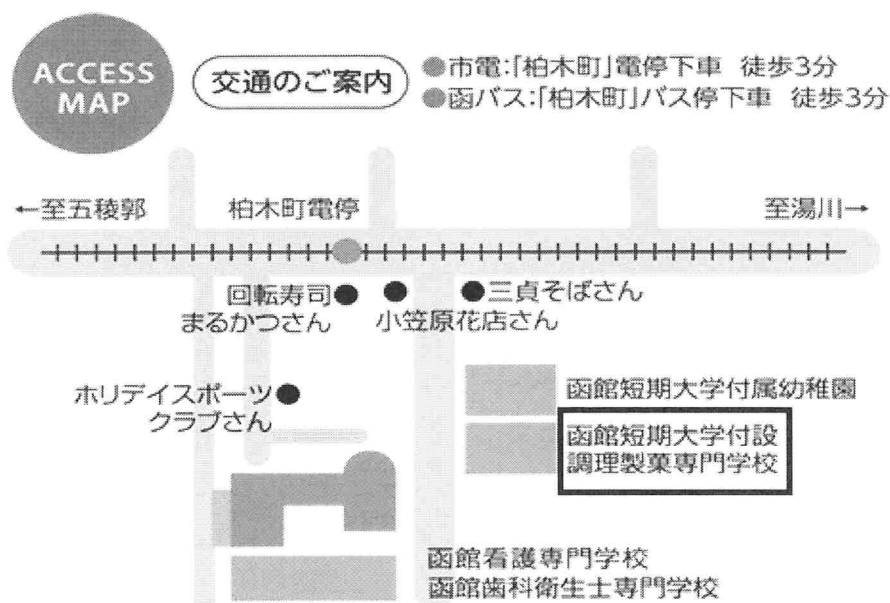 ACCESS
MAP
交通のご案内
●市電:「柏木町」電停下車 徒歩3分
●函バス:「柏木町」バス停下車 徒歩3分
←至五稜郭
柏木町電停
至湯川→
回転寿司
まるかつさん
小笠原花店さん
三貞そばさん
ホリデイスポーツ
クラブさん
函館短期大学付属幼稚園
函館短期大学付設
調理製菓専門学校
函館看護専門学校
函館歯科衛生士専門学校